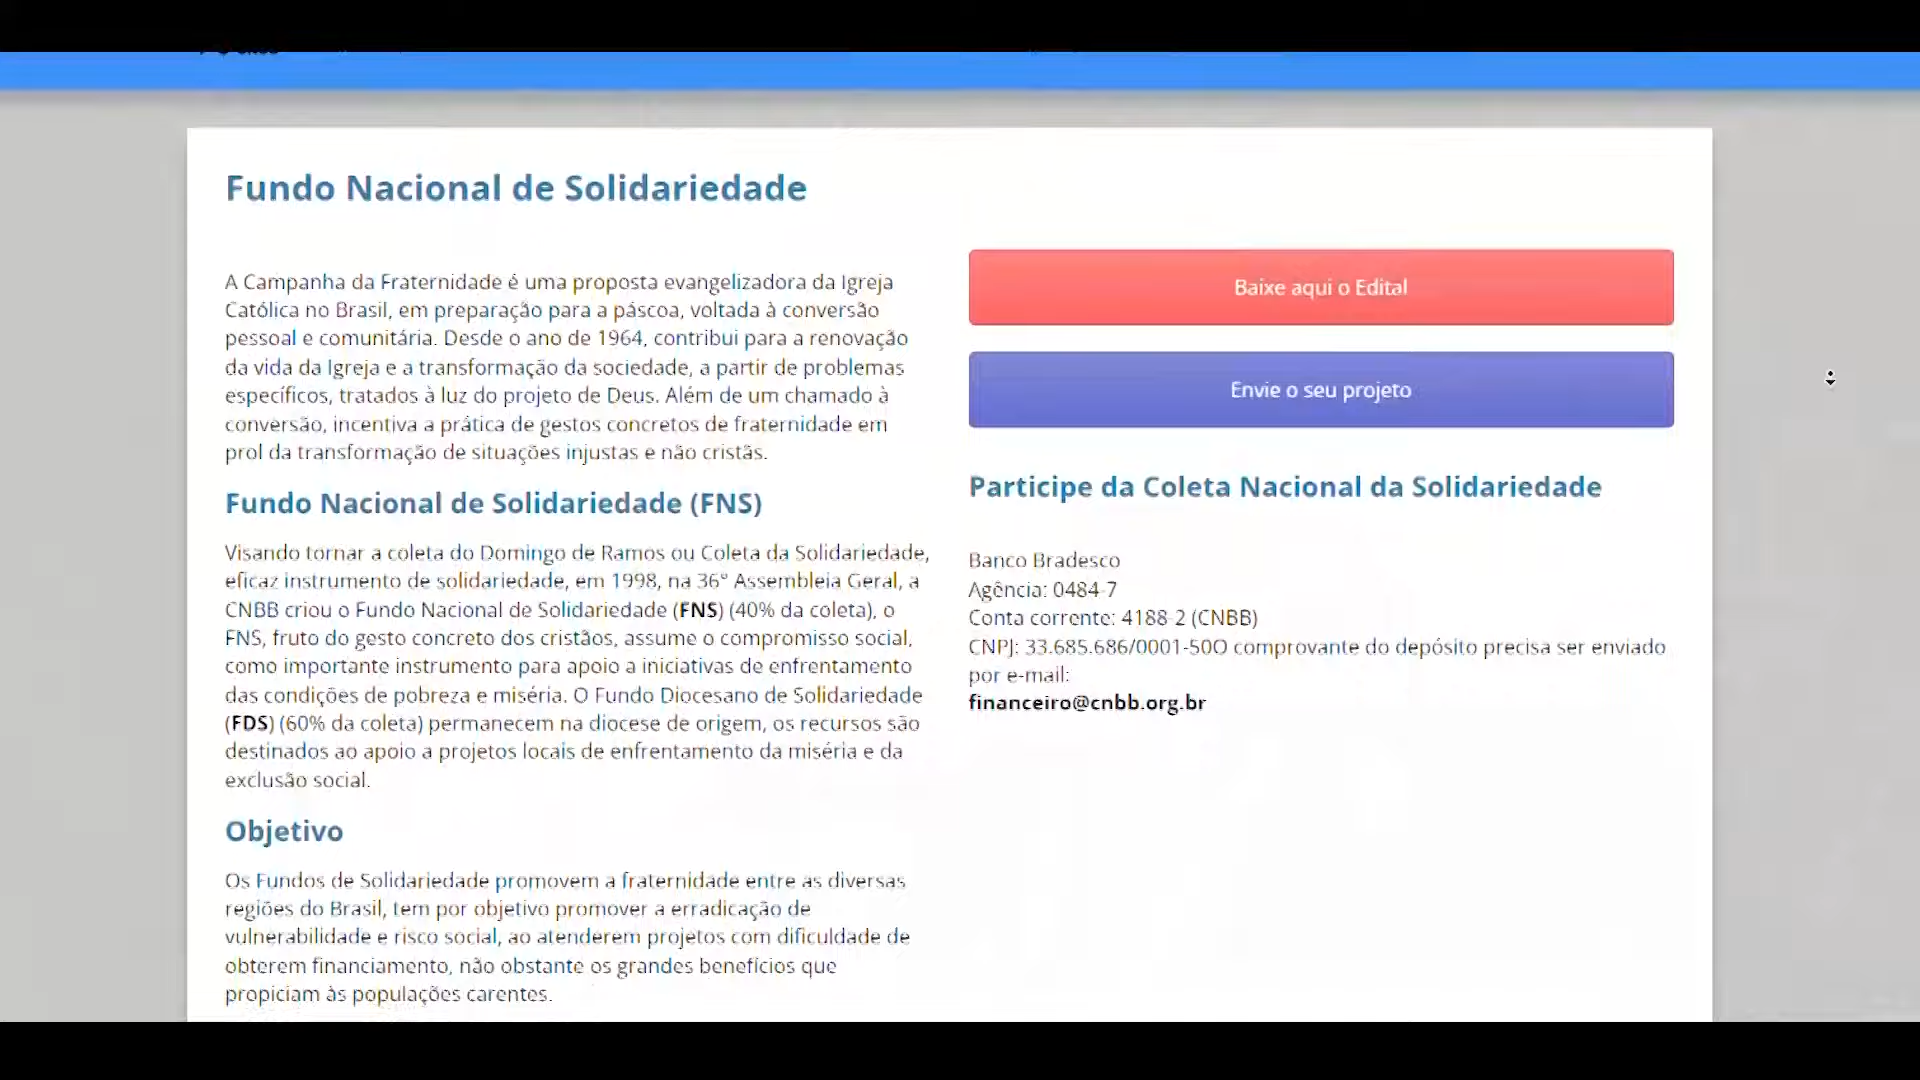 Fundo Nacional de Solidariedade
A Campanha da Fraternidade é uma proposta evangelizadora da Igreja
Católica no Brasil, em preparação para a páscoa, voltada à conversão
pessoal e comunitária. Desde o ano de 1964, contribui para a renovação
da vida da Igreja e a transformação da sociedade, a partir de problemas
específicos, tratados à luz do projeto de Deus. Além de um chamado à
conversão, incentiva a prática de gestos concretos de fraternidade em
prol da transformação de situações injustas e não cristãs.
Fundo Nacional de Solidariedade (FNS)
Visando tornar a coleta do Domingo de Ramos ou Coleta da Solidariedade,
eficaz instrumento de solidariedade, em 1998, na 36° Assembleia Geral, a
CNBB criou o Fundo Nacional de Solidariedade (FNS) (40% da coleta), o
FNS, fruto do gesto concreto dos cristãos, assume o compromisso social,
como importante instrumento para apoio a iniciativas de enfrentamento
das condições de pobreza e miséria. O Fundo Diocesano de Solidariedade
(FDS) (60% da coleta) permanecem na diocese de origem, os recursos são
destinados ao apoio a projetos locais de enfrentamento da miséria e da
exclusão social.
Objetivo
Os Fundos de Solidariedade promovem a fraternidade entre as diversas
regiões do Brasil, tem por objetivo promover a erradicação de
vulnerabilidade e risco social, ao atenderem projetos com dificuldade de
obterem financiamento, não obstante os grandes benefícios que
propiciam às populações carentes.
Baixe aqui o Edital
Envie o seu projeto
Participe da Coleta Nacional da Solidariedade
Banco Bradesco
Agência: 0484-7
Conta corrente: 4188-2 (CNBB)
CNPJ: 33.685.686/0001-50O comprovante do depósito precisa ser enviado
por e-mail:
financeiro@cnbb.org.br